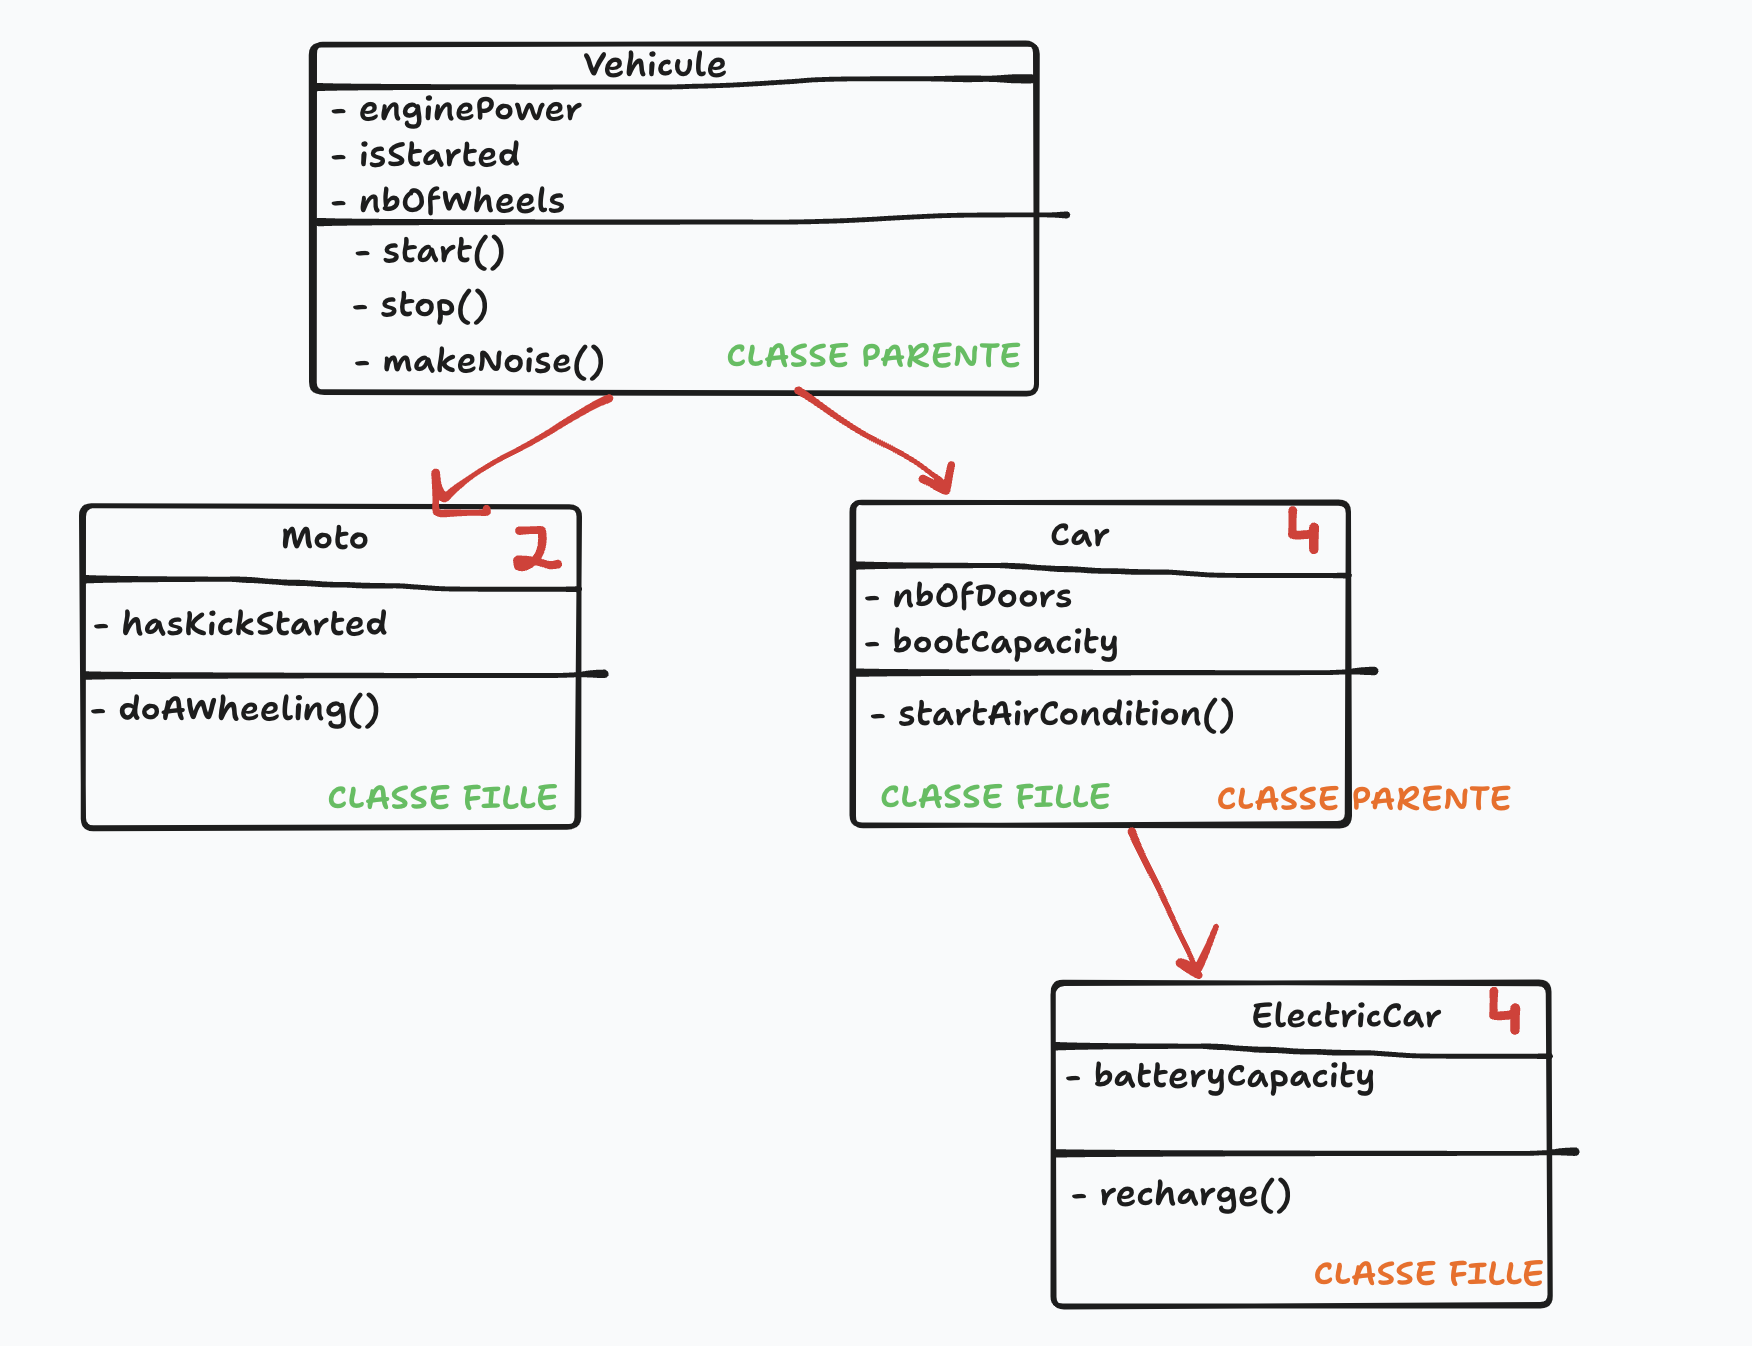 Vehicule
- enginePower
- isStarted
- nbOfWheels
- start()
- stop()
- makeNoise()
CLASSE PARENTE
Moto
2
- hasKickStarted
- doAWheeling()
CLASSE FILLE
Car
4
- nbOfDoors
- bootCapacity
- startAirCondition()
CLASSE FILLE
CLASSE PARENTE
ElectricCar
4
- batteryCapacity
- recharge()
CLASSE FILLE